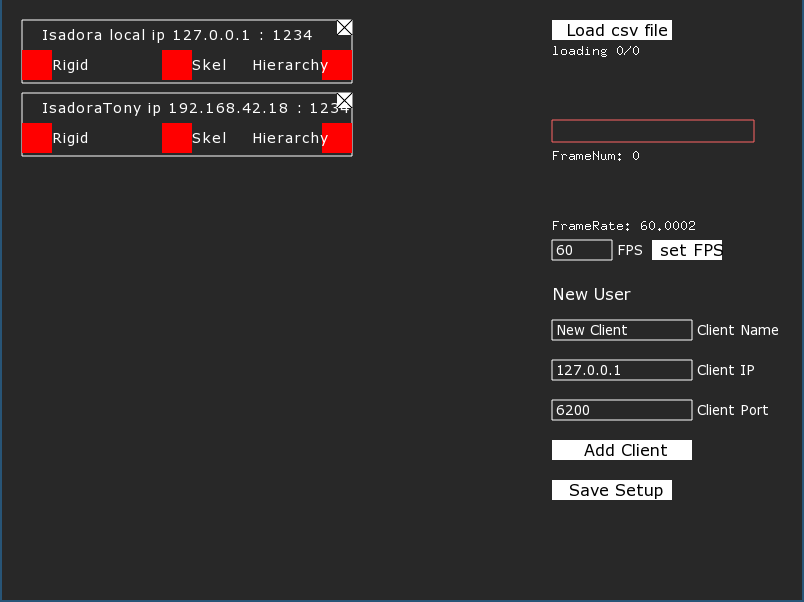 Isadora local ip 127.0.0.1 : 1234
Rigid Skel Hierarchy
IsadoraTony ip 192.168.42.18 : 1234
Rigid Skel Hierarchy
Load csv file
loading 0/0
FrameNum: 0
FrameRate: 60.0002
60 FPS set FPS
New User
New Client Client Name
127.0.0.1 Client IP
6200 Client Port
Add Client
Save Setup